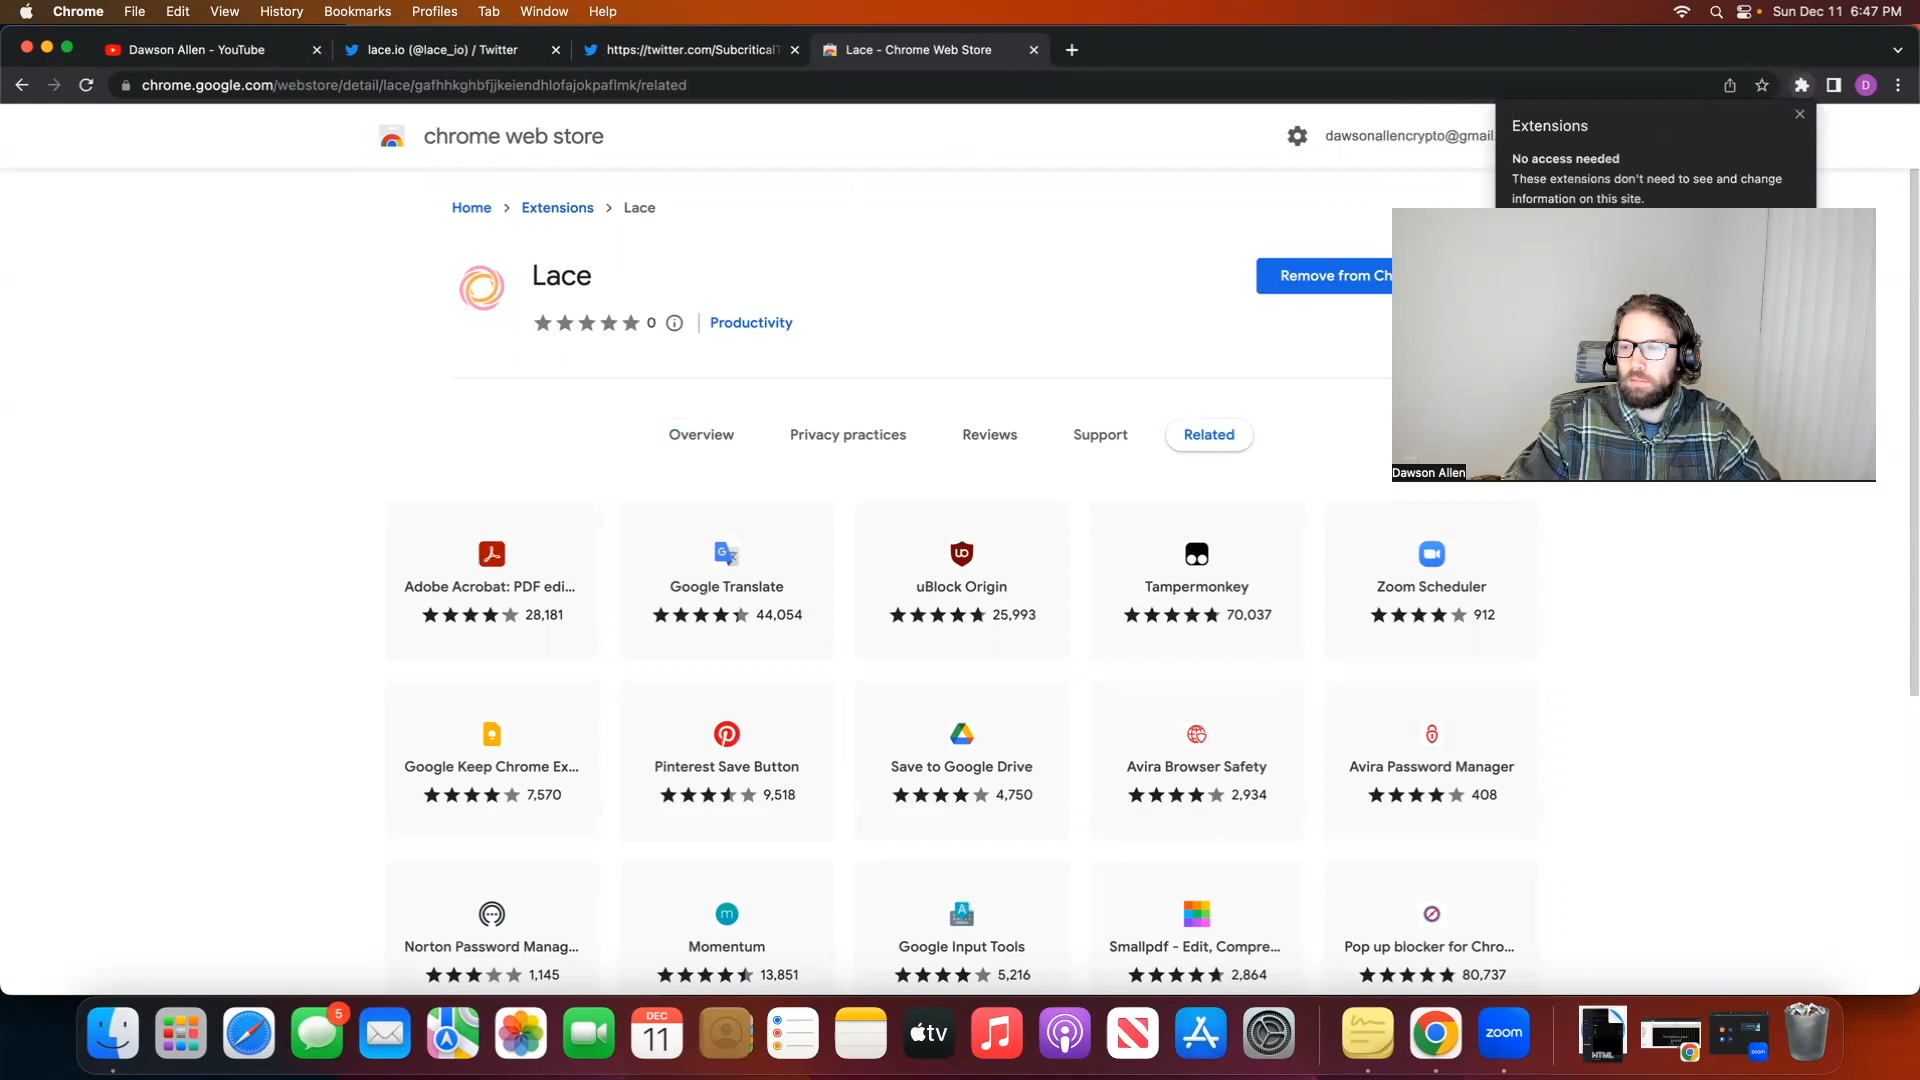 Chrome File Edit View History Bookmarks Profiles Tab Window Help Sun Dec 11 6:47 PM
Dawson Allen - YouTube lace.io (@lace_io) / Twitter https://twitter.com/SubcriticalT Lace - Chrome Web Store
chrome.google.com/webstore/detail/lace/gafhhkghbfjjkeiendhlofajokpaflmk/related D
chrome web store dawsonallencrypto@gmail.
Extensions
No access needed
These extensions don't need to see and change
information on this site.
Home > Extensions > Lace
Lace
Remove from Ch
0 Productivity
Dawson Allen
Overview Privacy practices Reviews Support Related
Adobe Acrobat: PDF edi... Google Translate uBlock Origin Tampermonkey Zoom Scheduler
28,181 44,054 25,993 70,037 912
Google Keep Chrome Ex... Pinterest Save Button Save to Google Drive Avira Browser Safety Avira Password Manager
7,570 9,518 4,750 2,934 408
Norton Password Manag... Momentum Google Input Tools Smallpdf - Edit, Compre... Pop up blocker for Chro...
1,145 13,851 5,216 2,864 80,737
5 DEC
11 tv zoom HTML